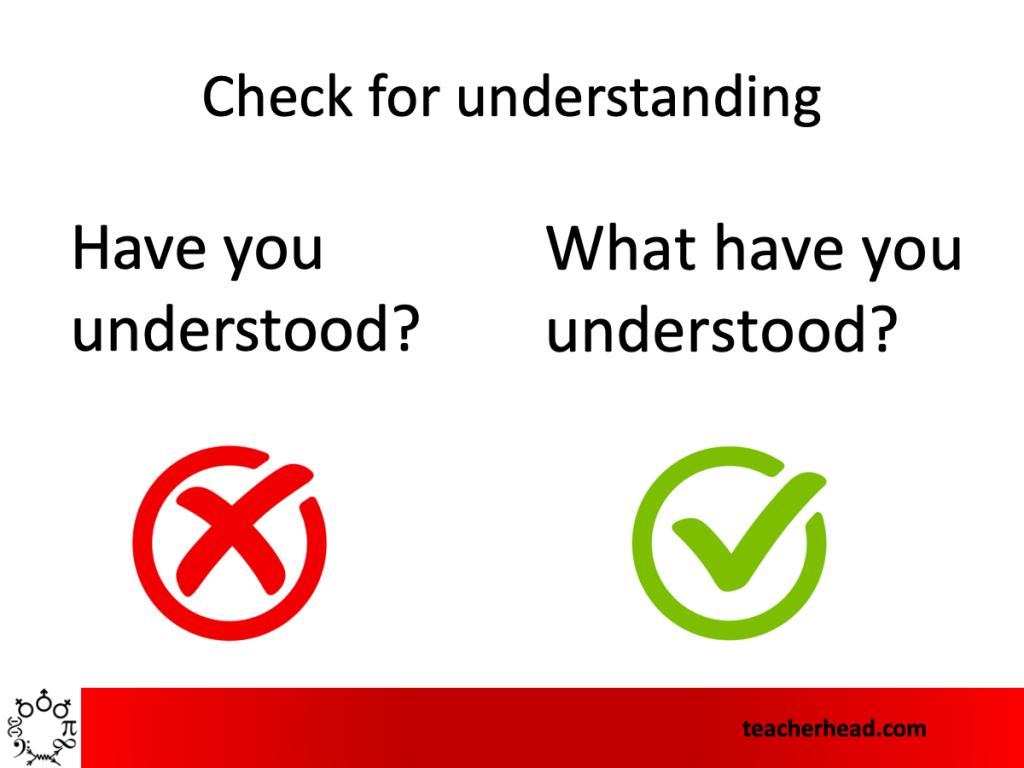 Check for understanding
Have you
understood?
What have you
understood?
teacherhead.com